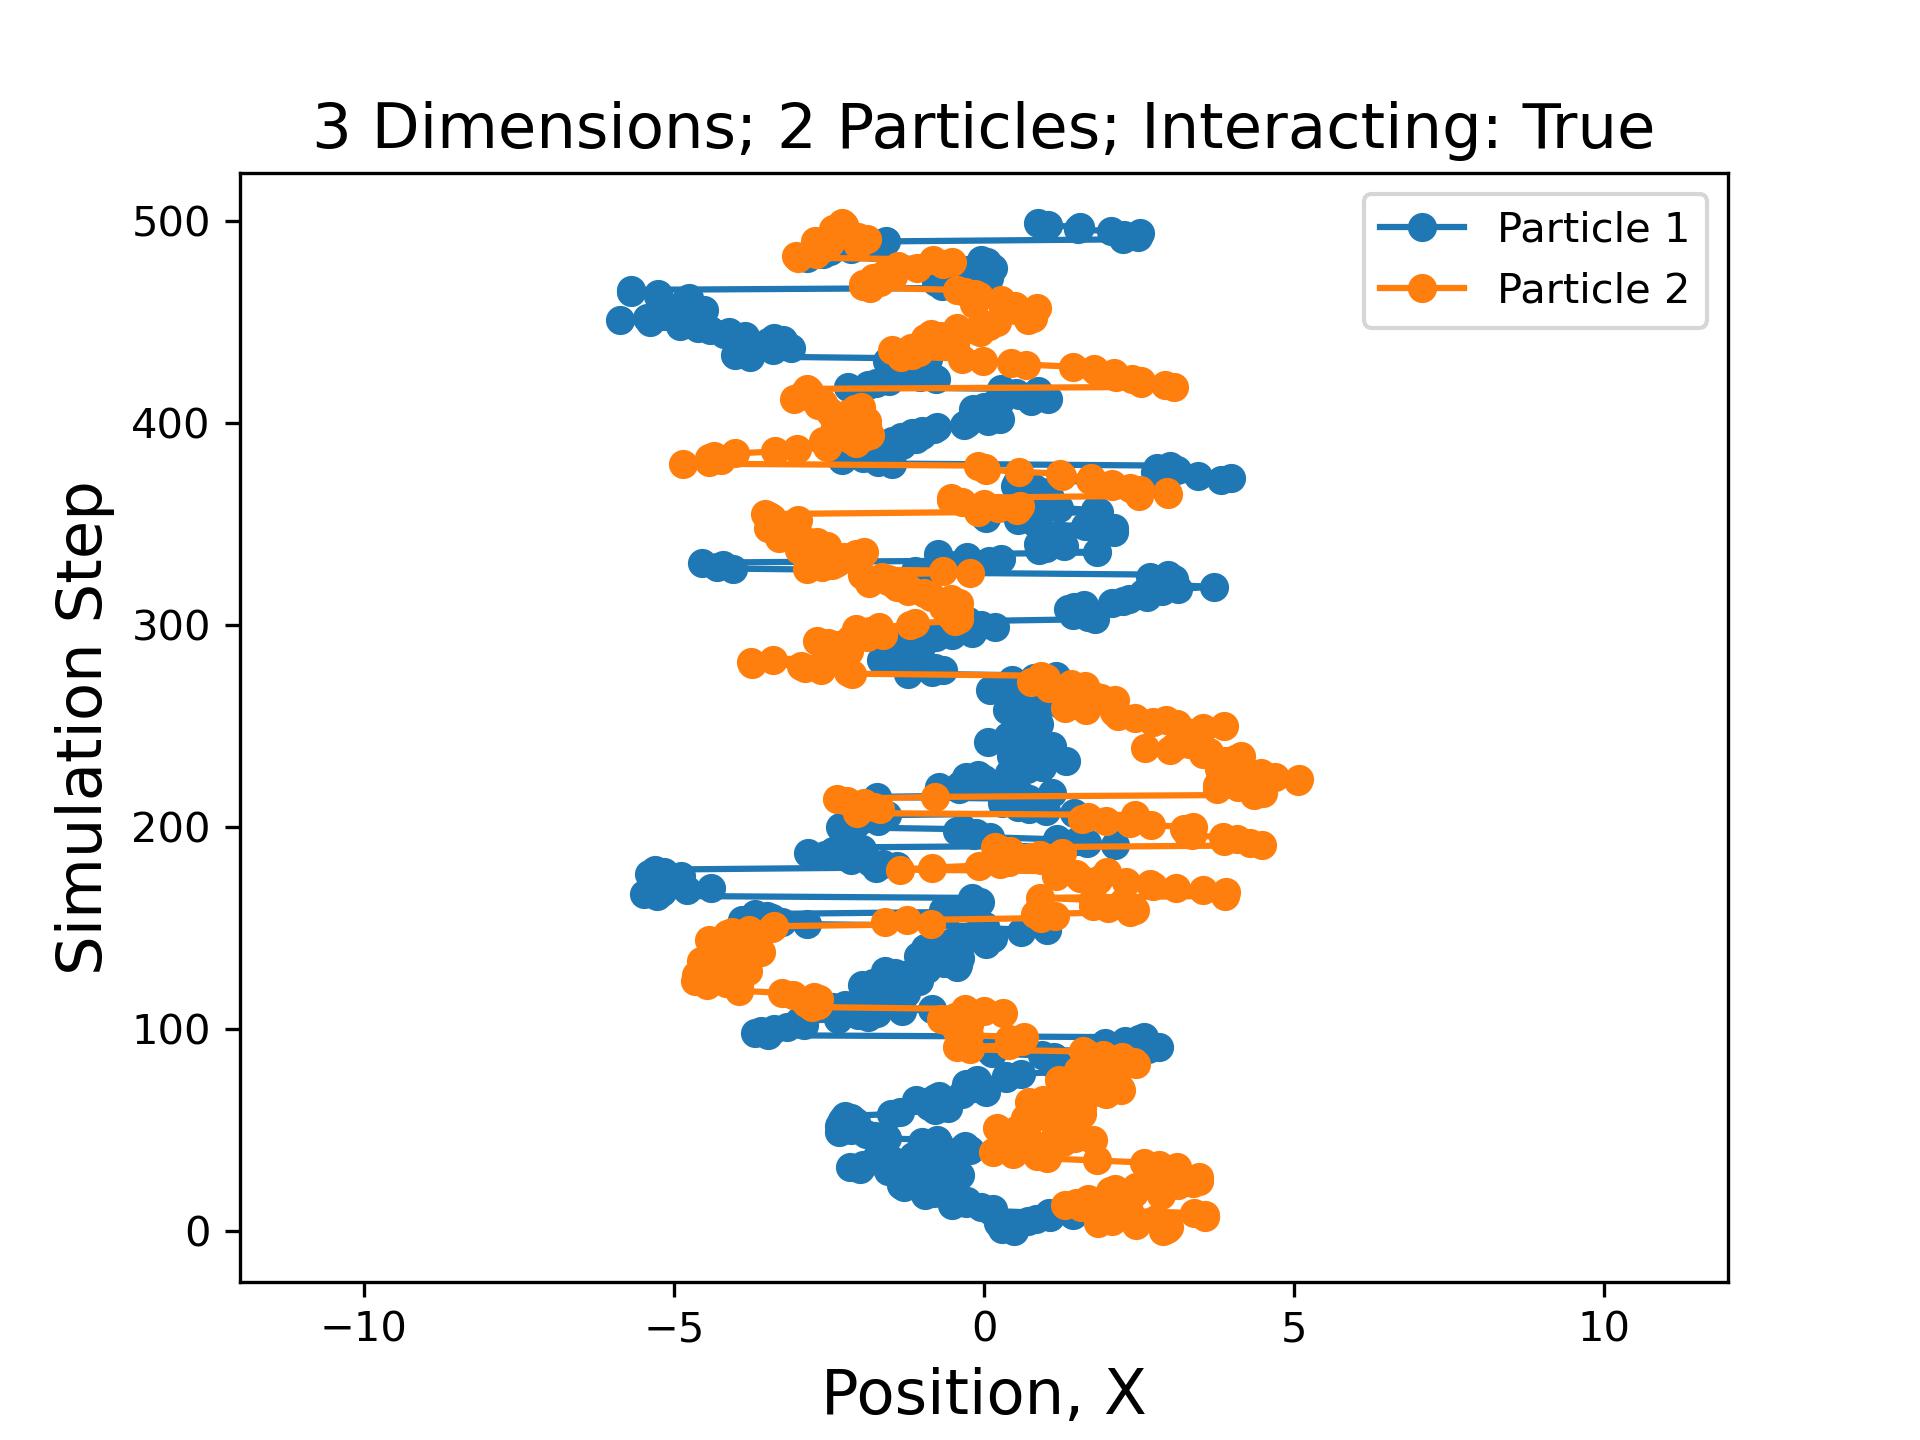 3 Dimensions; 2 Particles; Interacting: True
Particle 1
Particle 2
500
400
300
200
100
0
Simulation Step
−10
−5
0
5
10
Position, X